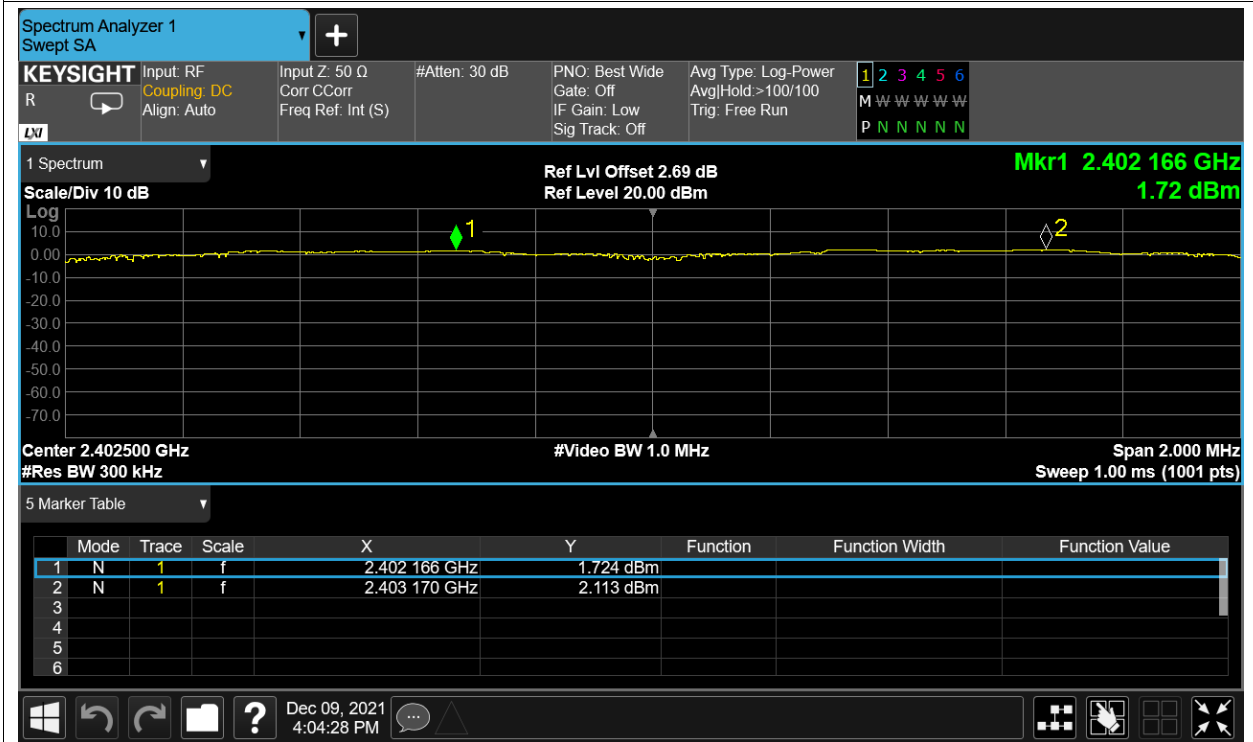 Spectrum Analyzer 1
Swept SA
+
KEYSIGHT
R
LXI
Input: RF
Coupling: DC
Align: Auto
Input Z: 50 Ω
Corr CCorr
Freq Ref: Int (S)
#Atten: 30 dB
PNO: Best Wide
Gate: Off
IF Gain: Low
Sig Track: Off
Avg Type: Log-Power
Avg|Hold:>100/100
Trig: Free Run
1 2 3 4 5 6
M W W W W W
P N N N N N
1 Spectrum
Scale/Div 10 dB
Ref Lvl Offset 2.69 dB
Ref Level 20.00 dBm
Mkr1 2.402 166 GHz
1.72 dBm
Log
10.0
0.00
-10.0
-20.0
-30.0
-40.0
-50.0
-60.0
-70.0
1
2
Center 2.402500 GHz
#Res BW 300 kHz
#Video BW 1.0 MHz
Span 2.000 MHz
Sweep 1.00 ms (1001 pts)
5 Marker Table
Mode Trace Scale X Y Function Function Width Function Value
1 N 1 f 2.402 166 GHz 1.724 dBm
2 N 1 f 2.403 170 GHz 2.113 dBm
3
4
5
6
?
Dec 09, 2021
4:04:28 PM